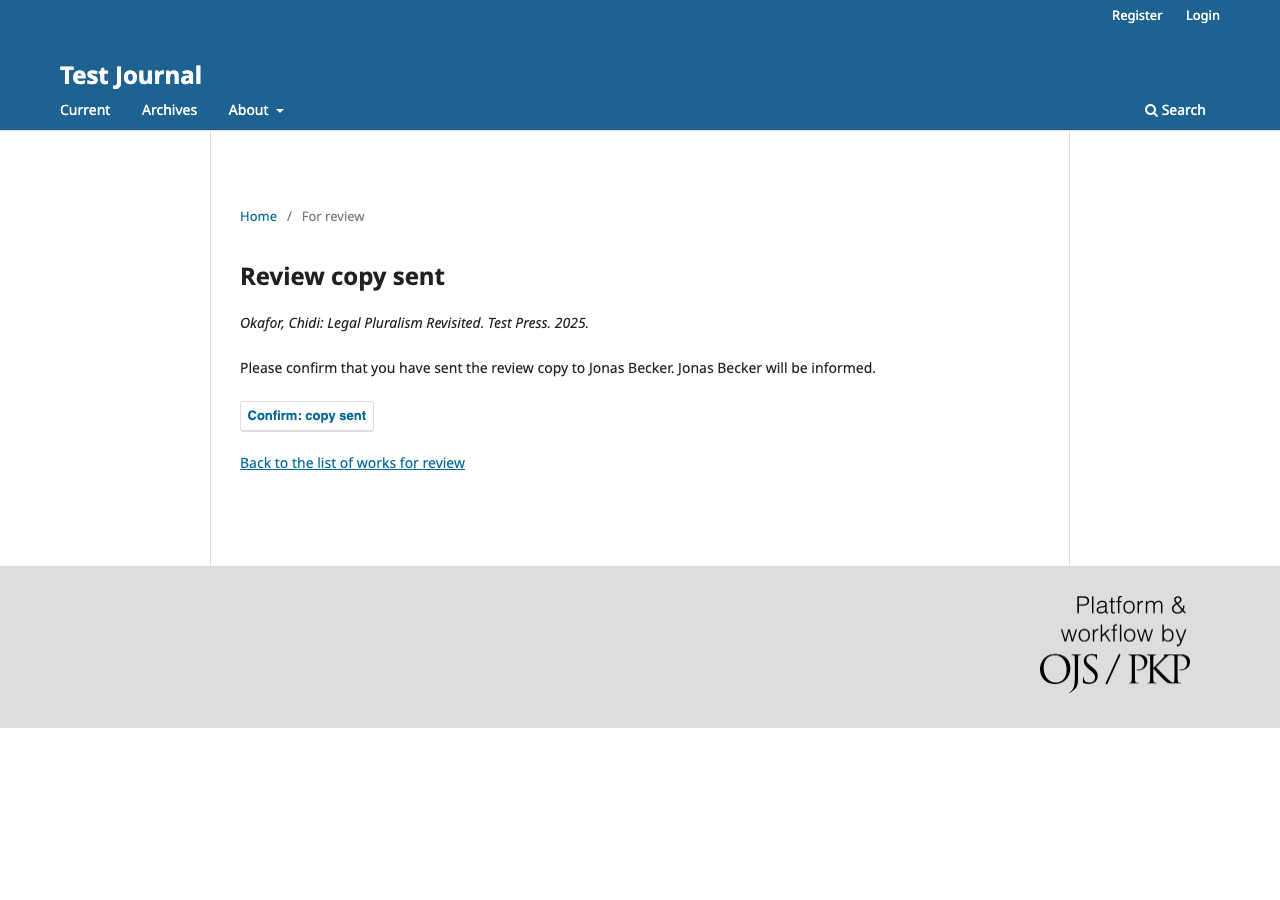 Register Login
Test Journal
Current Archives About Search
Home / For review
Review copy sent
Okafor, Chidi: Legal Pluralism Revisited. Test Press. 2025.
Please confirm that you have sent the review copy to Jonas Becker. Jonas Becker will be informed.
Confirm: copy sent
Back to the list of works for review
Platform &
workflow by
OJS / PKP